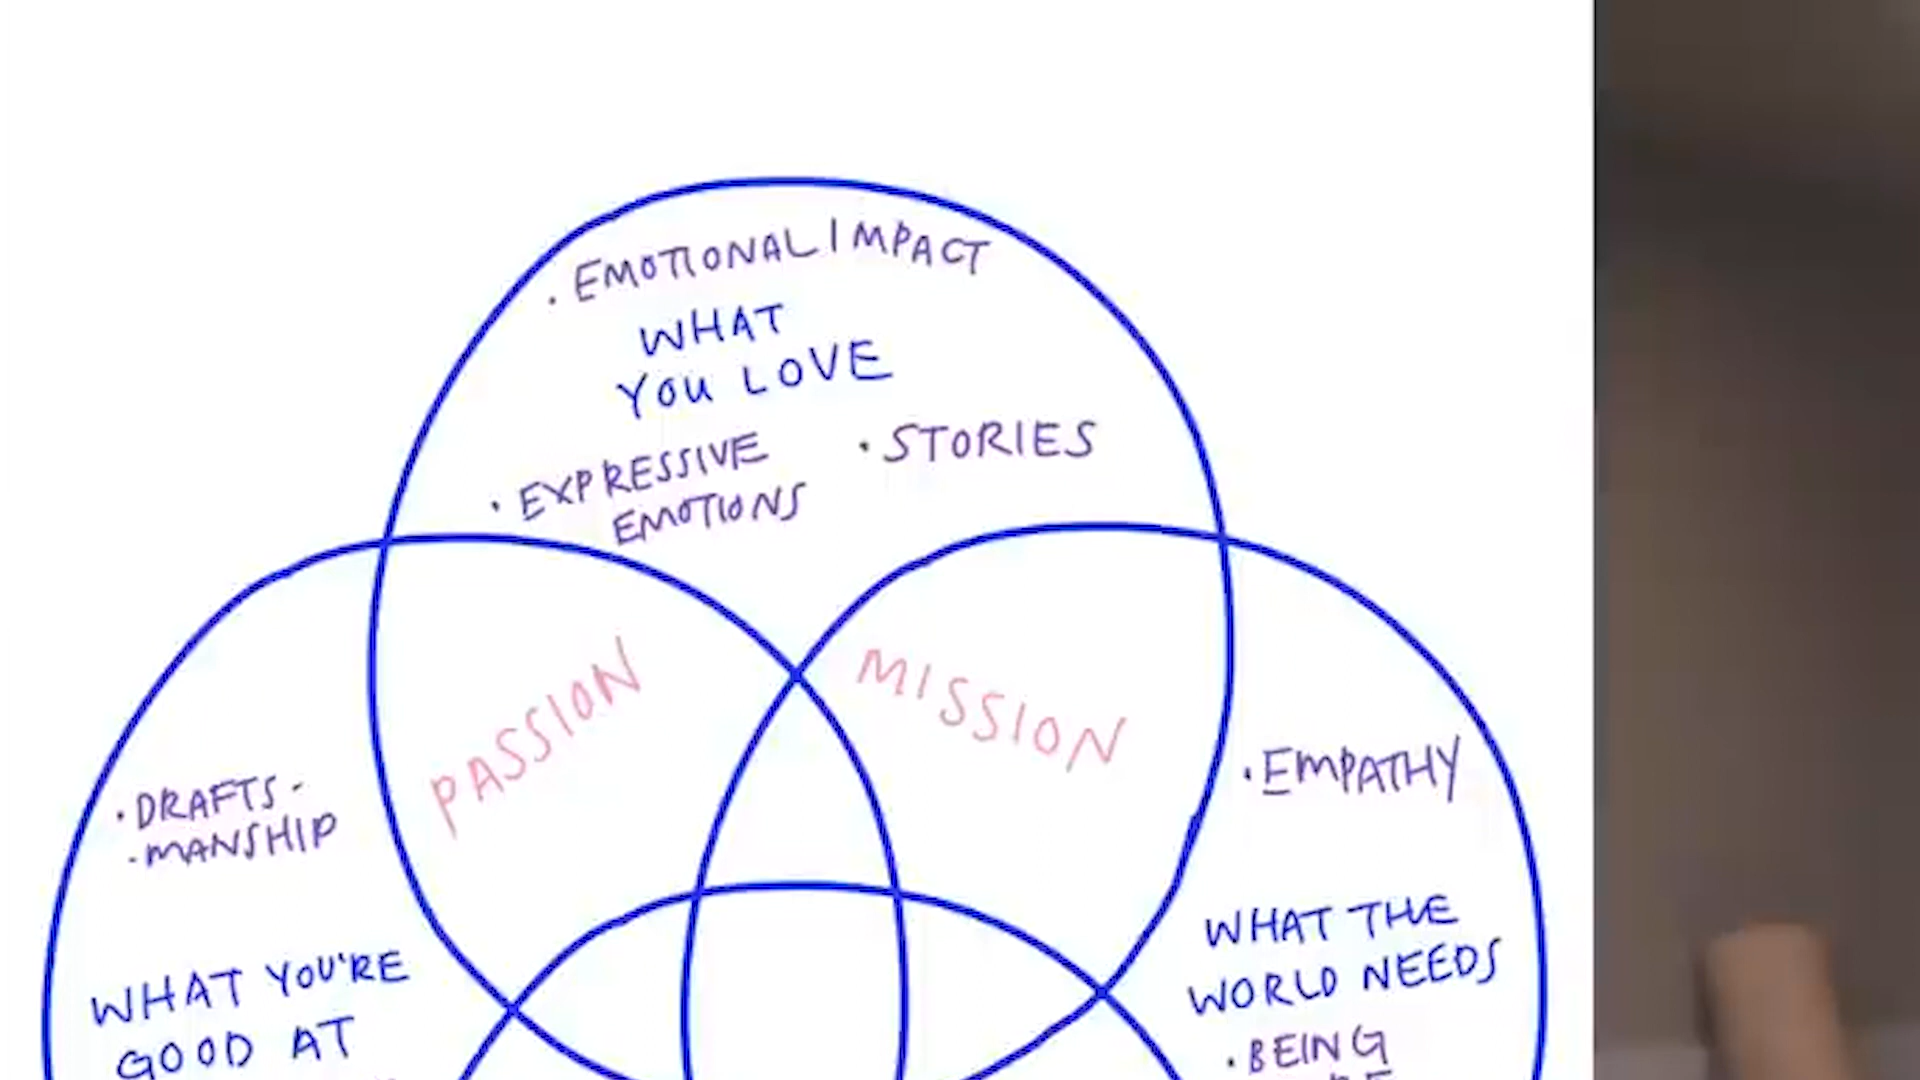 · EMOTIONAL IMPACT
WHAT
YOU LOVE
· STORIES
· EXPRESSIVE
EMOTIONS
PASSION
MISSION
· DRAFTS-
-MANSHIP
· EMPATHY
WHAT YOU'RE
GOOD AT
WHAT THE
WORLD NEEDS
· BEING